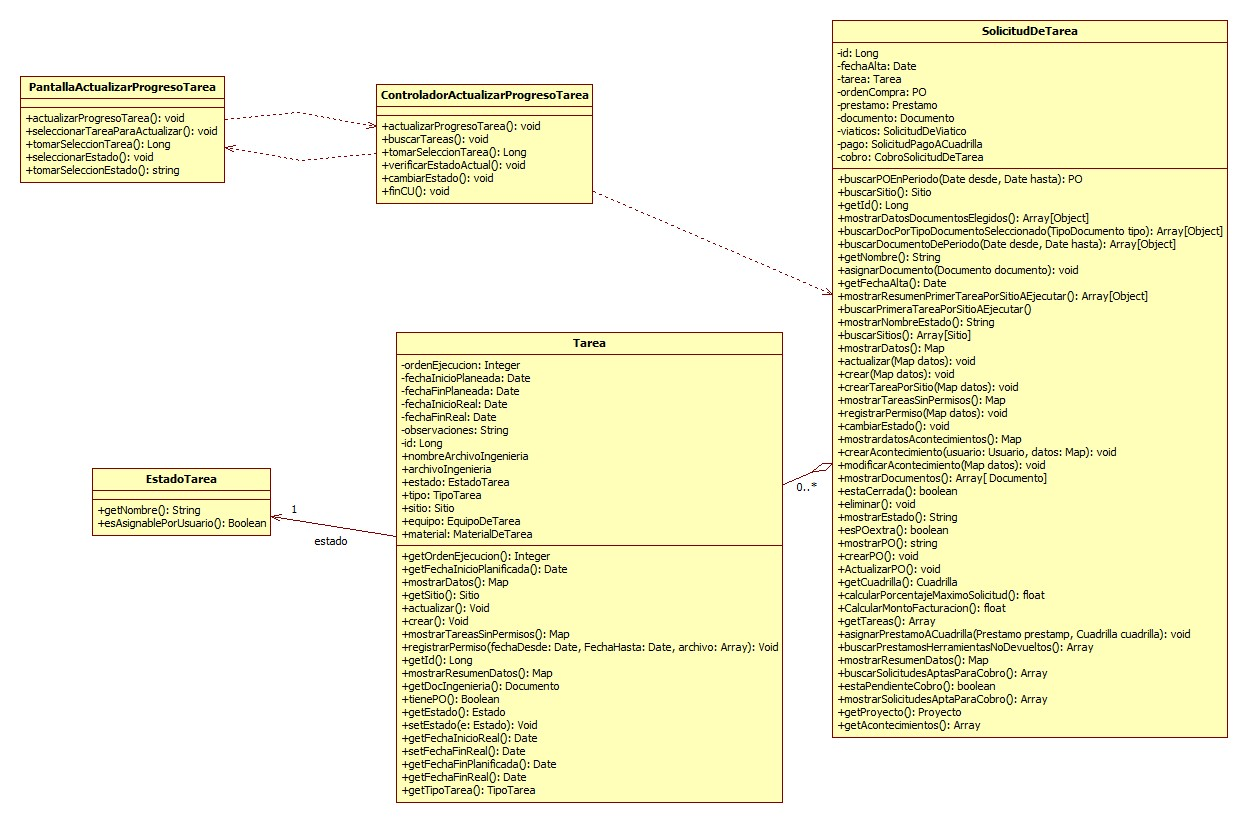 PantallaActualizarProgresoTarea
+actualizarProgresoTarea(): void
+seleccionarTareaParaActualizar(): void
+tomarSeleccionTarea(): Long
+seleccionarEstado(): void
+tomarSeleccionEstado(): string
ControladorActualizarProgresoTarea
+actualizarProgresoTarea(): void
+buscarTareas(): void
+tomarSeleccionTarea(): Long
+verificarEstadoActual(): void
+cambiarEstado(): void
+finCU(): void
SolicitudDeTarea
-id: Long
-fechaAlta: Date
-tarea: Tarea
-ordenCompra: PO
-prestamo: Prestamo
-documento: Documento
-viaticos: SolicitudDeViatico
-pago: SolicitudPagoACuadrilla
-cobro: CobroSolicitudDeTarea
+buscarPOEnPeriodo(Date desde, Date hasta): PO
+buscarSitio(): Sitio
+getId(): Long
+mostrarDatosDocumentosElegidos(): Array[Object]
+buscarDocPorTipoDocumentoSeleccionado(TipoDocumento tipo): Array[Object]
+buscarDocumentoDePeriodo(Date desde, Date hasta): Array[Object]
+getNombre(): String
+asignarDocumento(Documento documento): void
+getFechaAlta(): Date
+mostrarResumenPrimerTareaPorSitioAEjecutar(): Array[Object]
+buscarPrimeraTareaPorSitioAEjecutar()
+mostrarNombreEstado(): String
+buscarSitios(): Array[Sitio]
+mostrarDatos(): Map
+actualizar(Map datos): void
+crear(Map datos): void
+crearTareaPorSitio(Map datos): void
+mostrarTareasSinPermisos(): Map
+registrarPermiso(Map datos): void
+cambiarEstado(): void
+mostrardatosAcontecimientos(): Map
+crearAcontecimiento(usuario: Usuario, datos: Map): void
+modificarAcontecimiento(Map datos): void
+mostrarDocumentos(): Array[ Documento]
+estaCerrada(): boolean
+eliminar(): void
+mostrarEstado(): String
+esPOextra(): boolean
+mostrarPO(): string
+crearPO(): void
+ActualizarPO(): void
+getCuadrilla(): Cuadrilla
+calcularPorcentajeMaximoSolicitud(): float
+CalcularMontoFacturacion(): float
+getTareas(): Array
+asignarPrestamoACuadrilla(Prestamo prestamp, Cuadrilla cuadrilla): void
+buscarPrestamosHerramientasNoDevueltos(): Array
+mostrarResumenDatos(): Map
+buscarSolicitudesAptasParaCobro(): Array
+estaPendienteCobro(): boolean
+mostrarSolicitudesAptaParaCobro(): Array
+getProyecto(): Proyecto
+getAcontecimientos(): Array
Tarea
-ordenEjecucion: Integer
-fechaInicioPlaneada: Date
-fechaFinPlaneada: Date
-fechaInicioReal: Date
-fechaFinReal: Date
-observaciones: String
-id: Long
+nombreArchivoIngenieria
+archivoIngenieria
+estado: EstadoTarea
+tipo: TipoTarea
+sitio: Sitio
+equipo: EquipoDeTarea
+material: MaterialDeTarea
+getOrdenEjecucion(): Integer
+getFechaInicioPlanificada(): Date
+mostrarDatos(): Map
+getSitio(): Sitio
+actualizar(): Void
+crear(): Void
+mostrarTareasSinPermisos(): Map
+registrarPermiso(fechaDesde: Date, FechaHasta: Date, archivo: Array): Void
+getId(): Long
+mostrarResumenDatos(): Map
+getDocIngenieria(): Documento
+tienePO(): Boolean
+getEstado(): Estado
+setEstado(e: Estado): Void
+getFechaInicioReal(): Date
+setFechaFinReal(): Date
+getFechaFinPlanificada(): Date
+getFechaFinReal(): Date
+getTipoTarea(): TipoTarea
0..*
EstadoTarea
+getNombre(): String
+esAsignablePorUsuario(): Boolean
1
estado